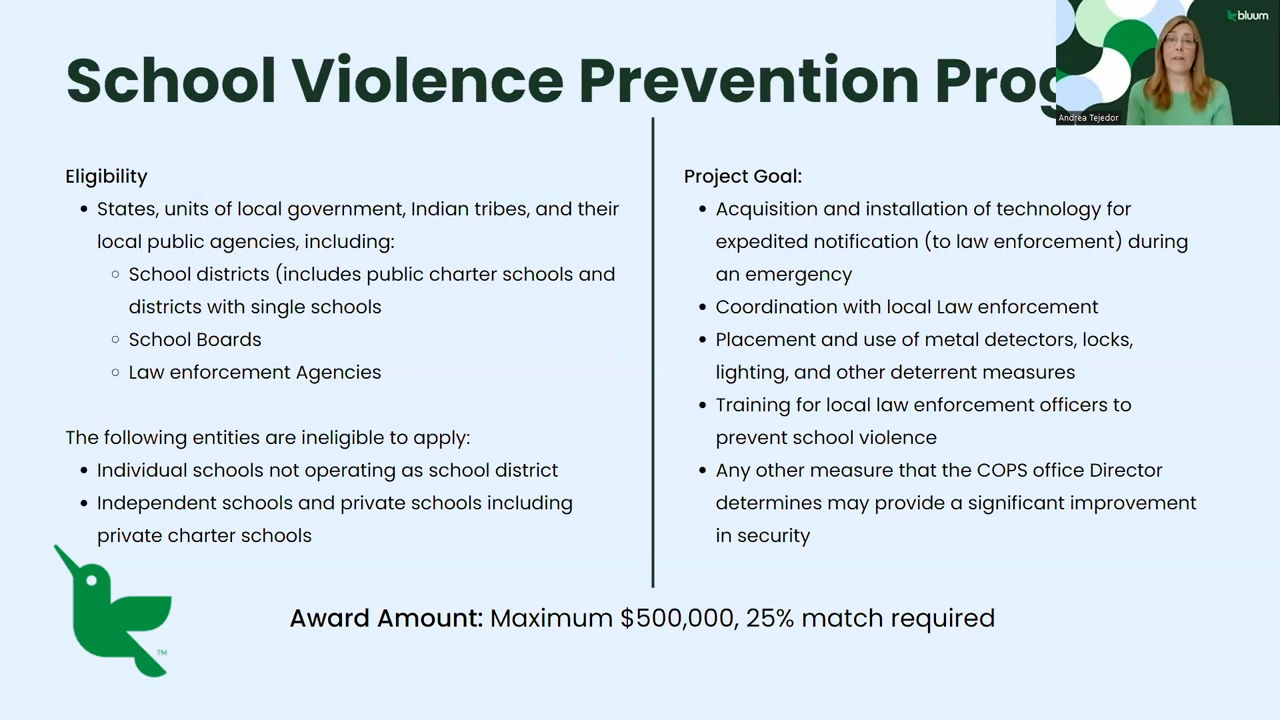 School Violence Prevention Prog
bluum
Andrea Tejedor
Eligibility
• States, units of local government, Indian tribes, and their
local public agencies, including:
○ School districts (includes public charter schools and
districts with single schools
○ School Boards
○ Law enforcement Agencies
The following entities are ineligible to apply:
• Individual schools not operating as school district
• Independent schools and private schools including
private charter schools
Project Goal:
• Acquisition and installation of technology for
expedited notification (to law enforcement) during
an emergency
• Coordination with local Law enforcement
• Placement and use of metal detectors, locks,
lighting, and other deterrent measures
• Training for local law enforcement officers to
prevent school violence
• Any other measure that the COPS office Director
determines may provide a significant improvement
in security
TM
Award Amount: Maximum $500,000, 25% match required